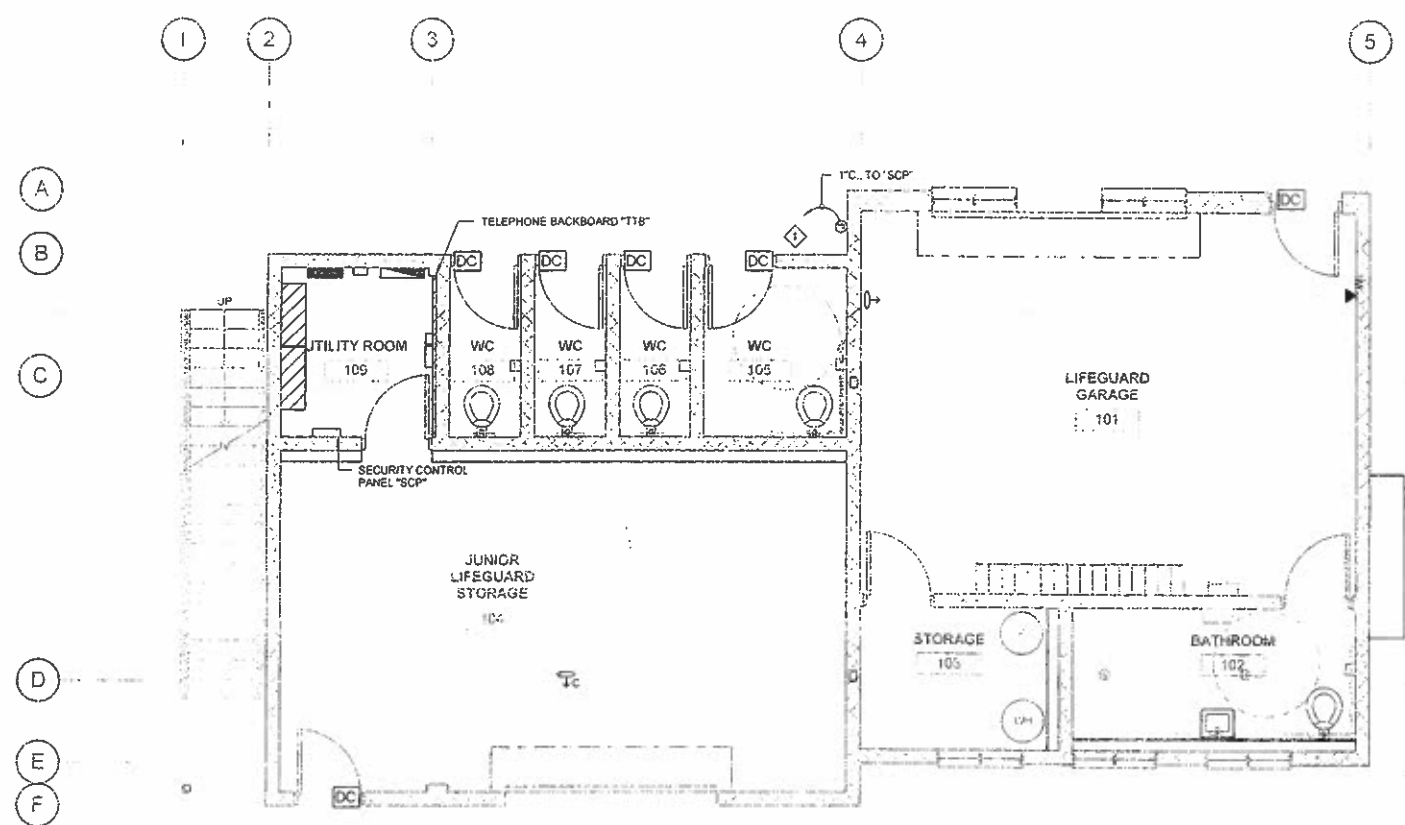 1
2
3
4
5
A
1"C., TO "SCP"
DC
TELEPHONE BACKBOARD "TTB"
B
DC
DC
DC
DC
UP
UTILITY ROOM
109
WC
108
WC
107
WC
106
WC
105
C
LIFEGUARD
GARAGE
101
SECURITY CONTROL
PANEL "SCP"
JUNIOR
LIFEGUARD
STORAGE
104
STORAGE
103
BATHROOM
102
D
C
WH
E
DC
F